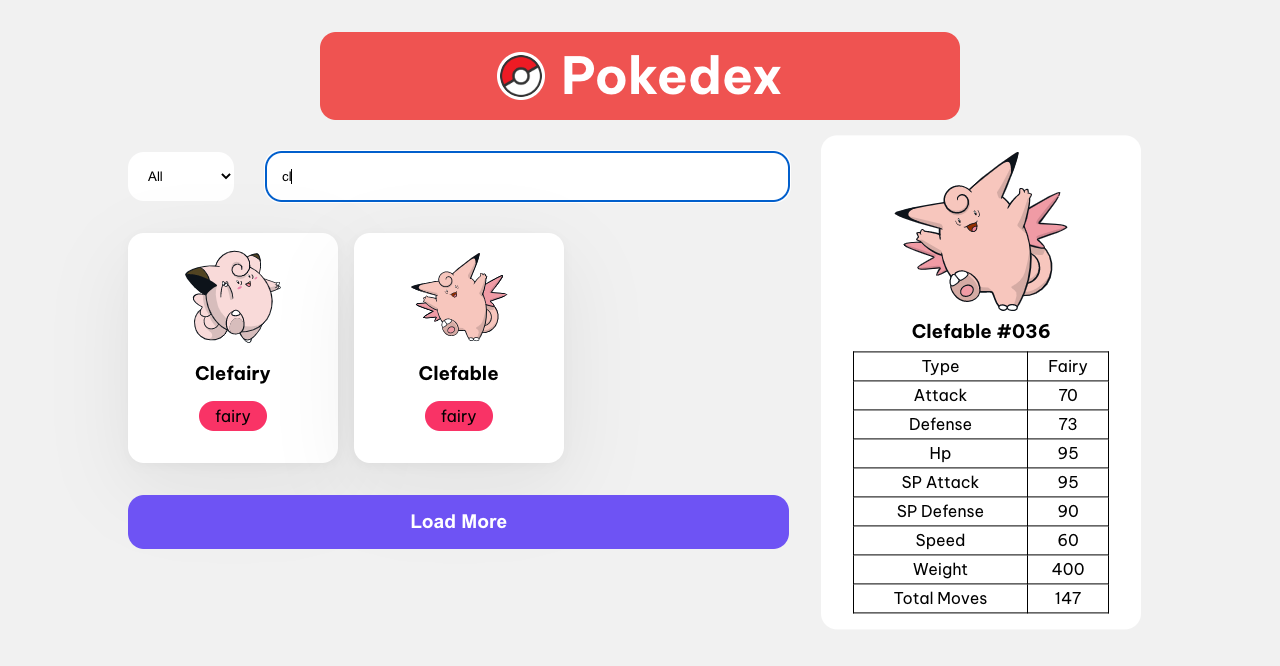 Pokedex
All
cl
Clefairy
fairy
Clefable
fairy
Load More
Clefable #036
Type Fairy
Attack 70
Defense 73
Hp 95
SP Attack 95
SP Defense 90
Speed 60
Weight 400
Total Moves 147